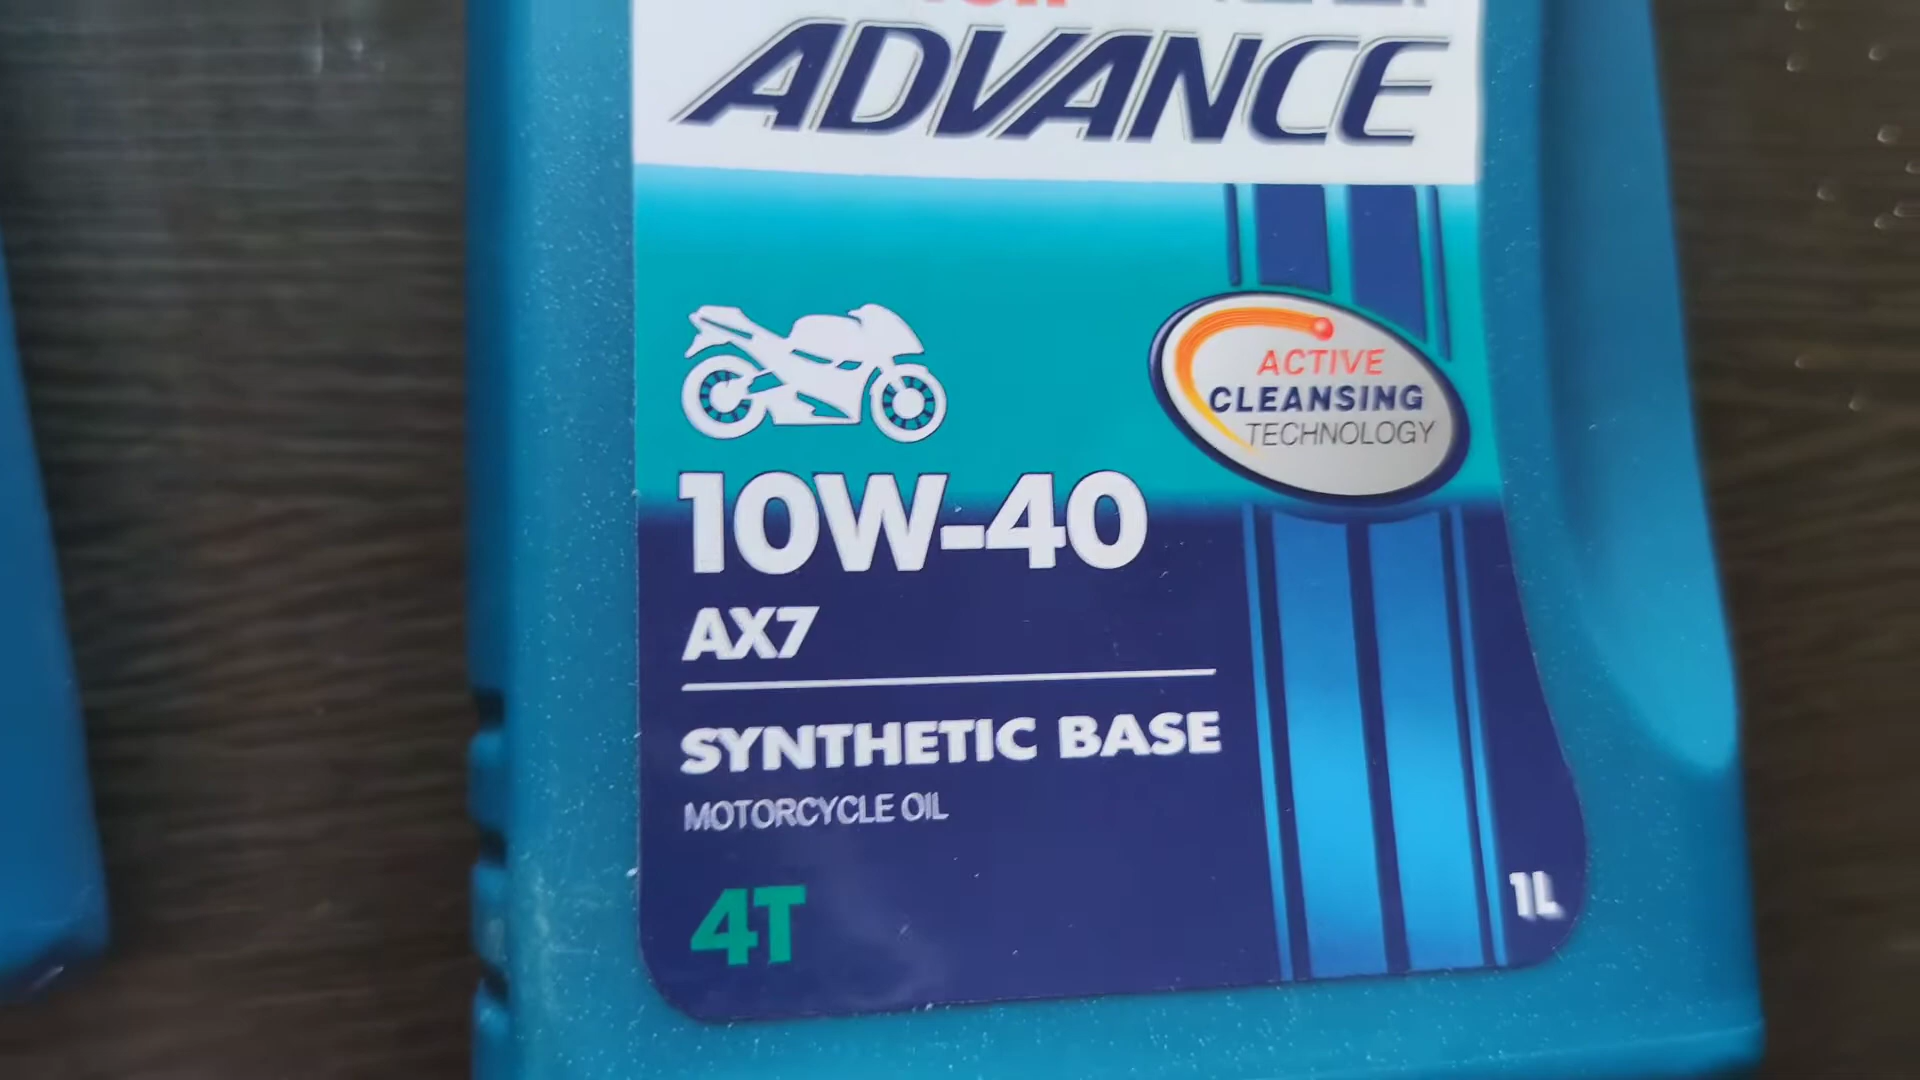 ADVANCE
ACTIVE
CLEANSING
TECHNOLOGY
10W-40
AX7
SYNTHETIC BASE
MOTORCYCLE OIL
4T
1L